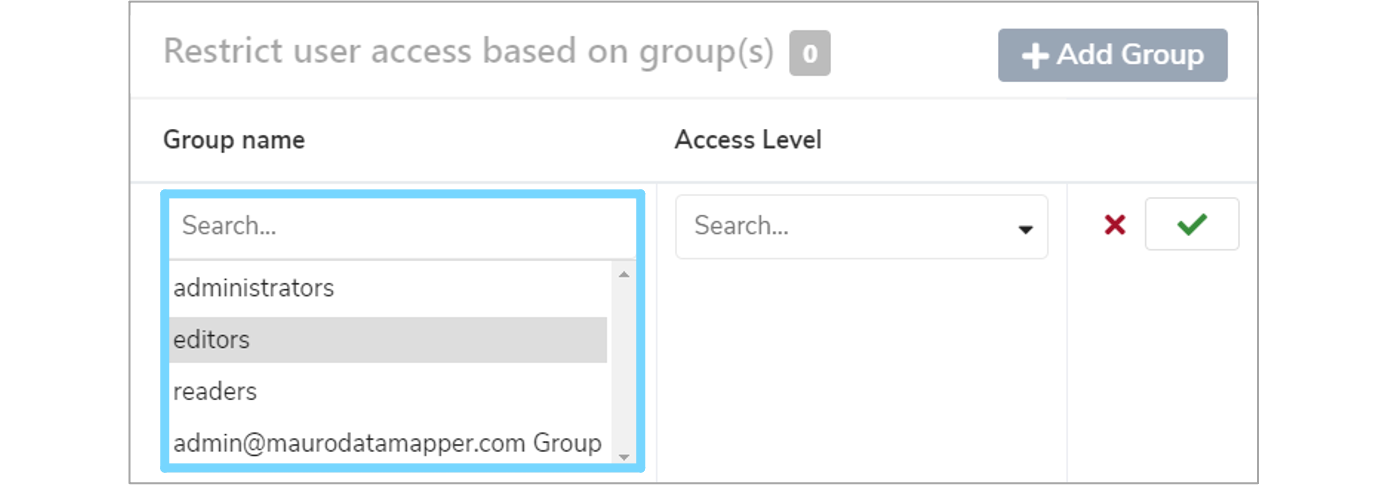 Restrict user access based on group(s) 0
+ Add Group
Group name
Access Level
Search...
Search...
administrators
editors
readers
admin@maurodatamapper.com Group